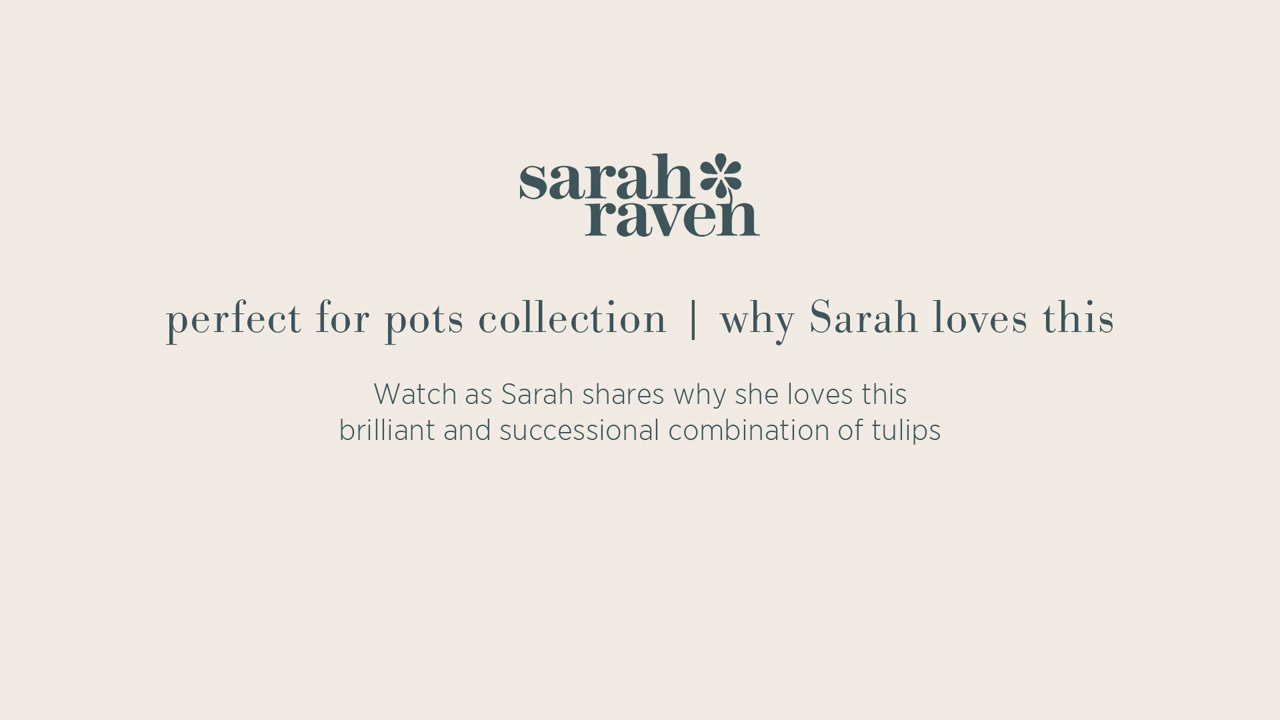 sarah
raven
perfect for pots collection | why Sarah loves this
Watch as Sarah shares why she loves this
brilliant and successional combination of tulips